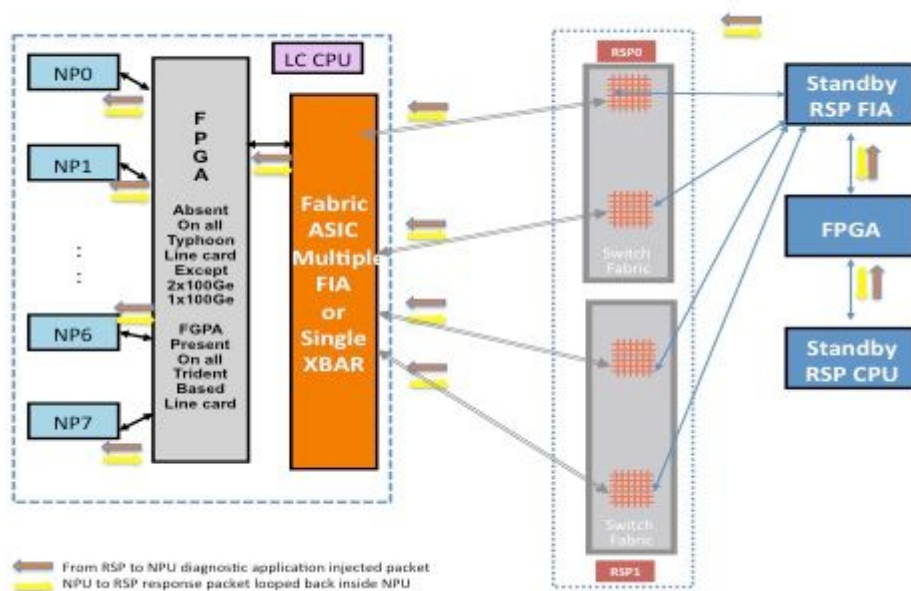 RSP0
LC CPU
NP0
NP1
:
:
NP6
NP7
F
P
G
A
Absent
On all
Typhoon
Line card
Except
2x100Ge
1x100Ge
FGPA
Present
On all
Trident
Based
Line card
Fabric
ASIC
Multiple
FIA
or
Single
XBAR
Switch
Fabric
Switch
Fabric
RSP1
Standby
RSP FIA
FPGA
Standby
RSP CPU
From RSP to NPU diagnostic application injected packet
NPU to RSP response packet looped back inside NPU